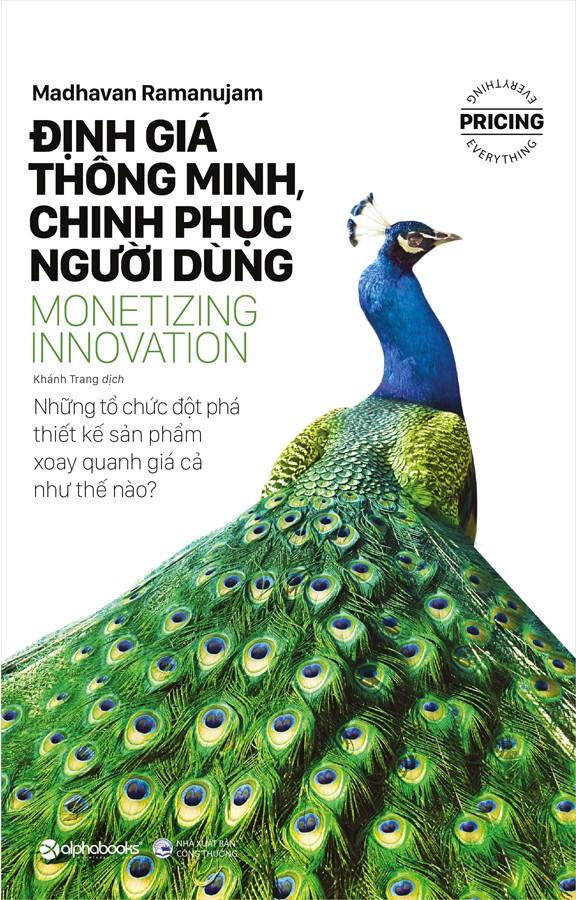 Madhavan Ramanujam
EVERYTHING
PRICING
EVERYTHING
ĐỊNH GIÁ
THÔNG MINH,
CHINH PHỤC
NGƯỜI DÙNG
MONETIZING
INNOVATION
Khánh Trang dịch
Những tổ chức đột phá
thiết kế sản phẩm
xoay quanh giá cả
như thế nào?
alphabooks
NHÀ XUẤT BẢN
CÔNG THƯƠNG